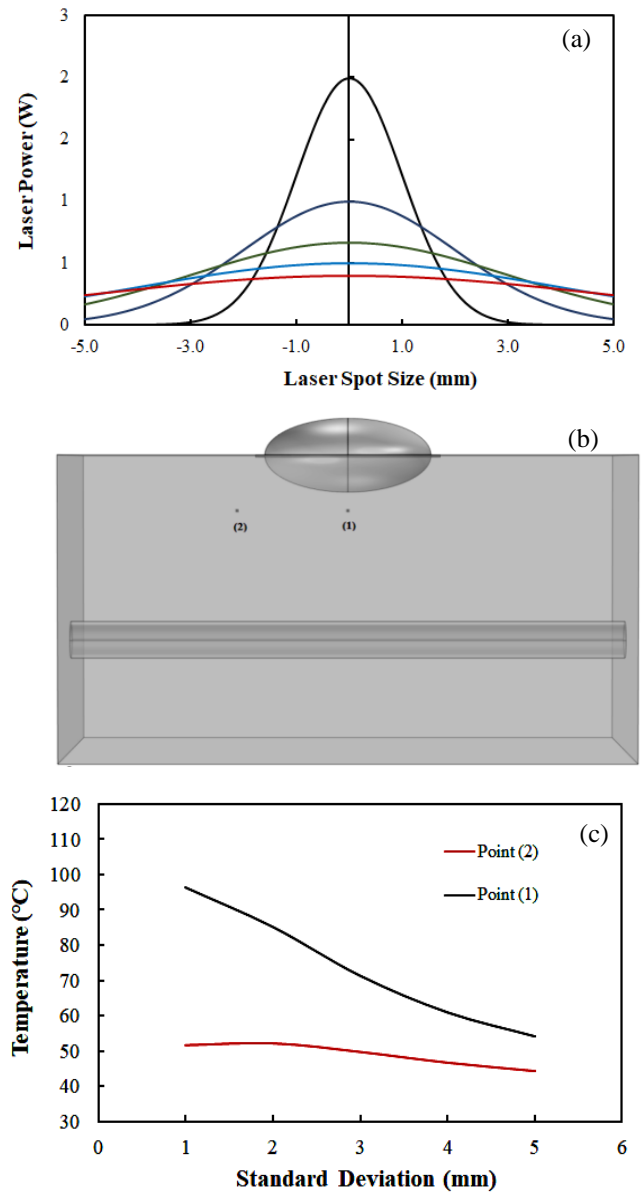 (a)
Laser Power (W)
3
2
2
1
1
0
-5.0 -3.0 -1.0 1.0 3.0 5.0
Laser Spot Size (mm)
(b)
(2) (1)
(c)
Temperature (°C)
120
110
100
90
80
70
60
50
40
30
Point (2)
Point (1)
0 1 2 3 4 5 6
Standard Deviation (mm)